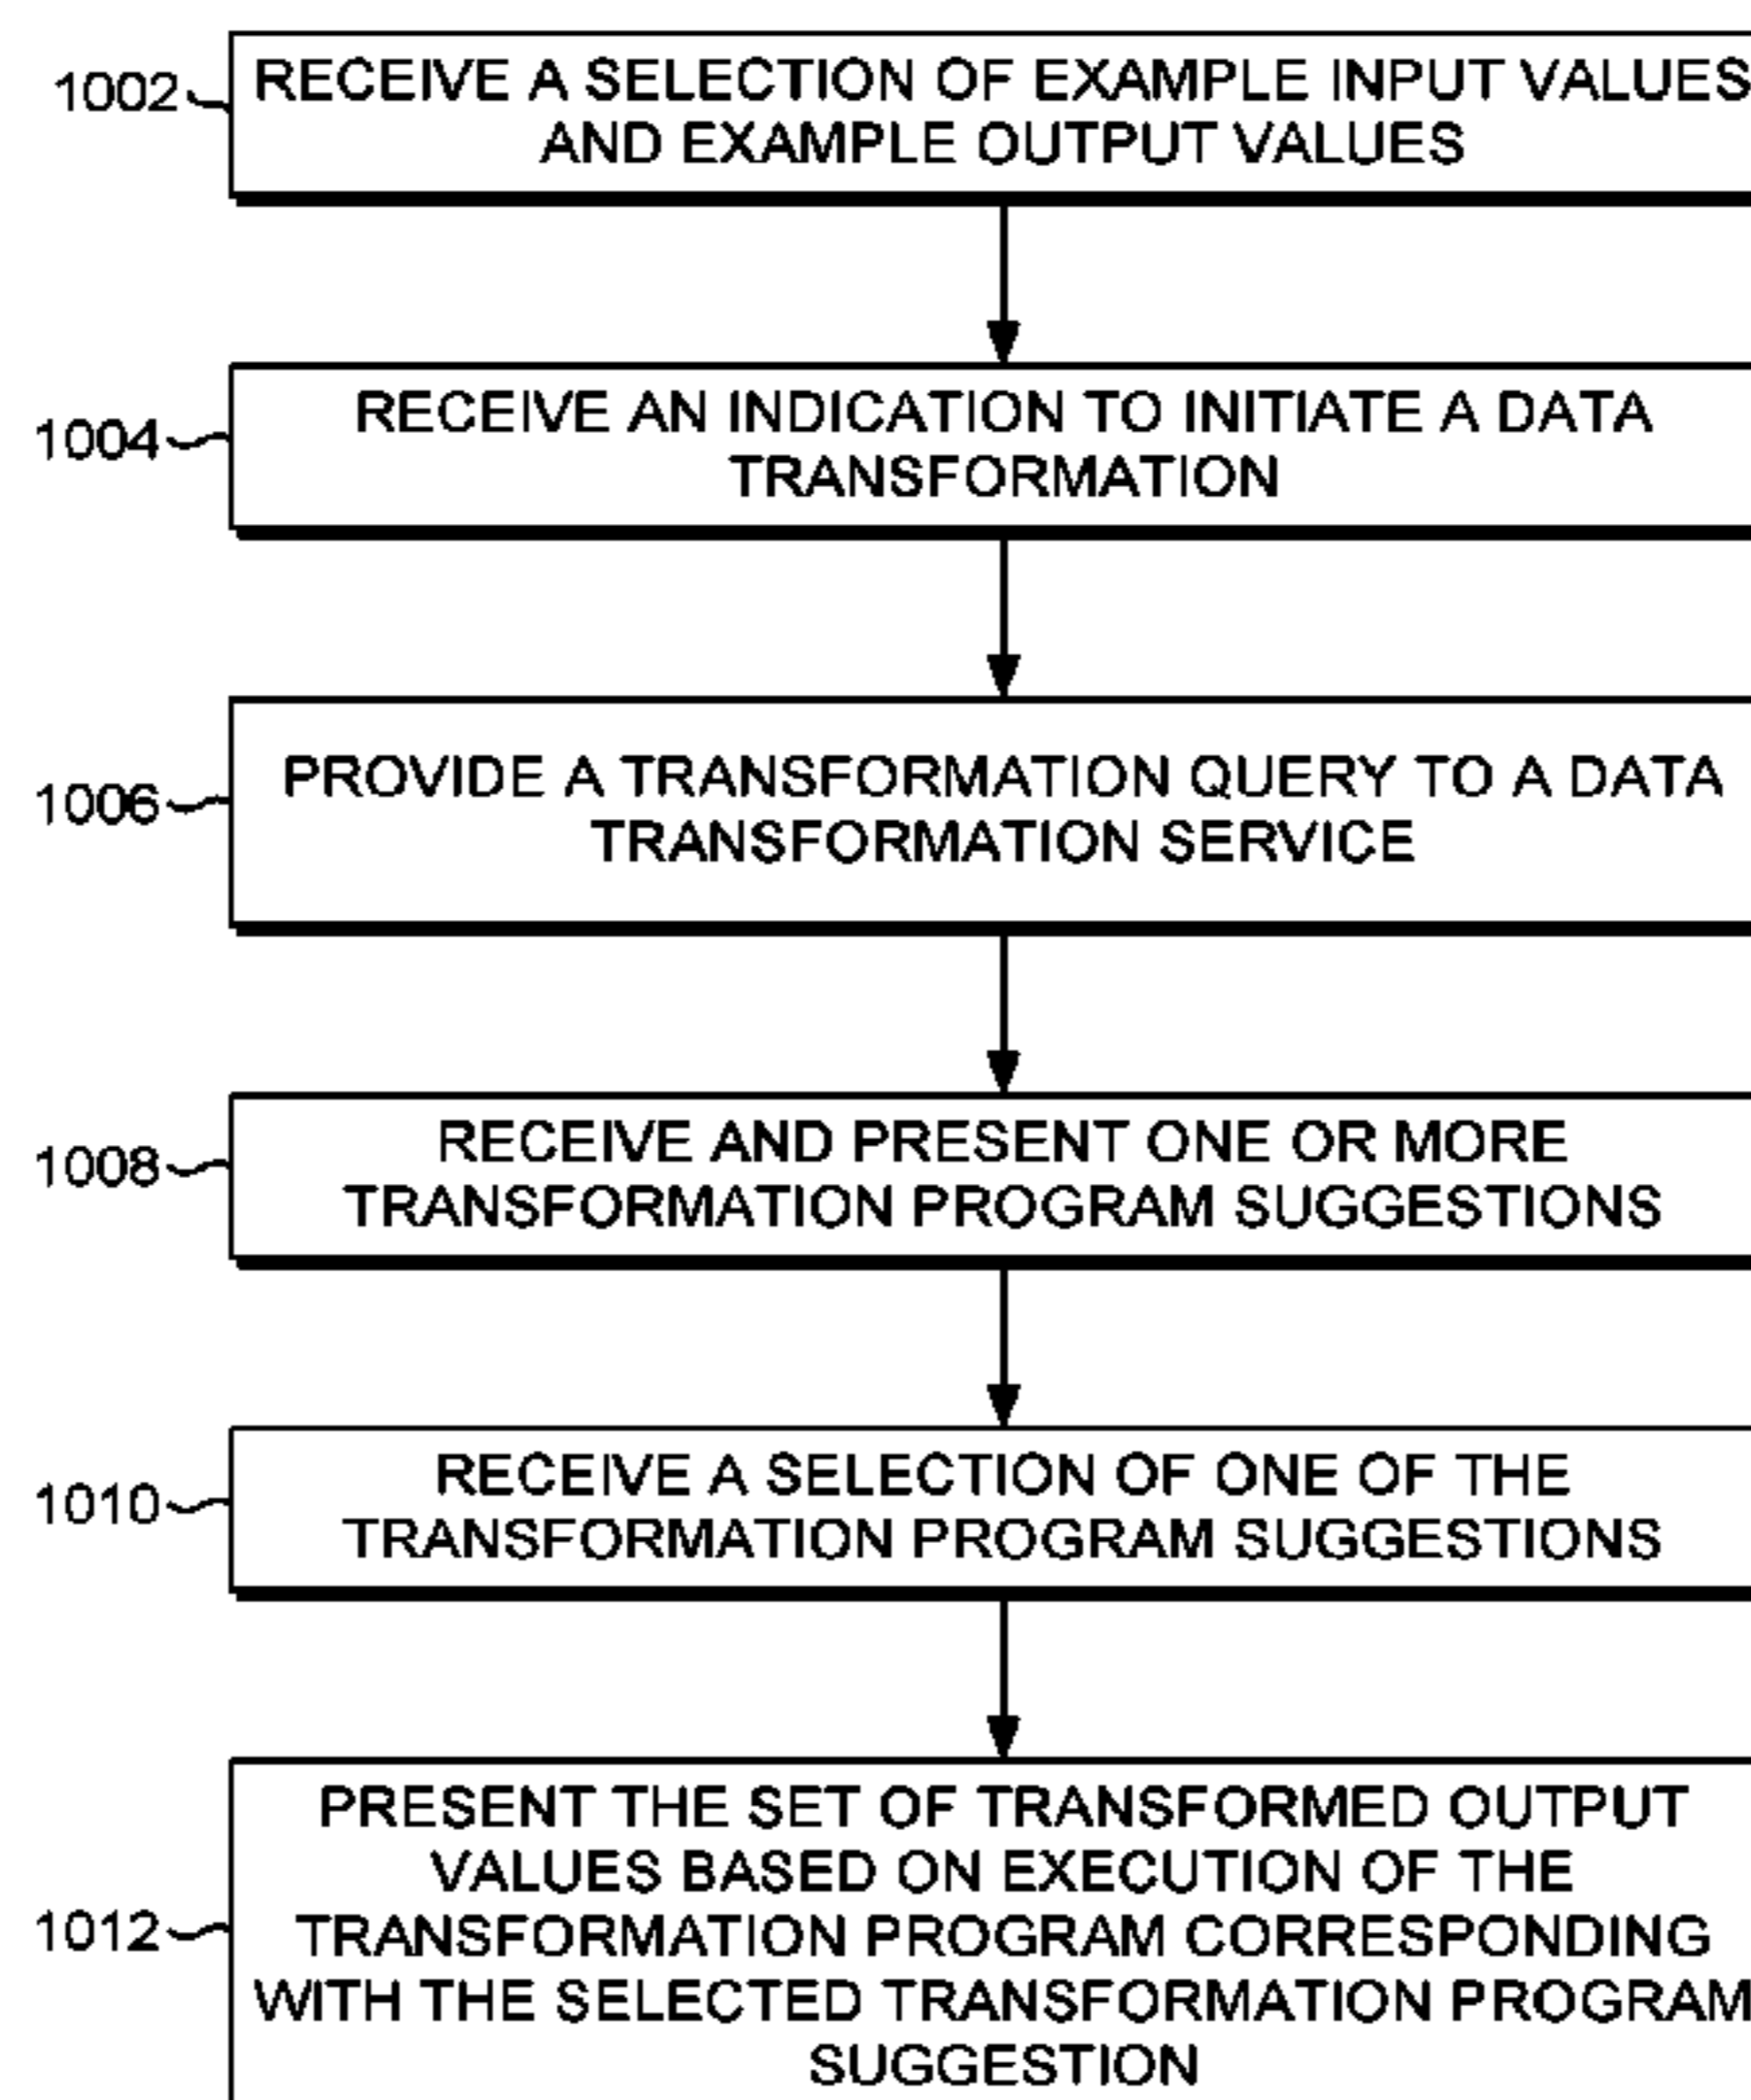 1002
RECEIVE A SELECTION OF EXAMPLE INPUT VALUES
AND EXAMPLE OUTPUT VALUES
1004
RECEIVE AN INDICATION TO INITIATE A DATA
TRANSFORMATION
1006
PROVIDE A TRANSFORMATION QUERY TO A DATA
TRANSFORMATION SERVICE
1008
RECEIVE AND PRESENT ONE OR MORE
TRANSFORMATION PROGRAM SUGGESTIONS
1010
RECEIVE A SELECTION OF ONE OF THE
TRANSFORMATION PROGRAM SUGGESTIONS
1012
PRESENT THE SET OF TRANSFORMED OUTPUT
VALUES BASED ON EXECUTION OF THE
TRANSFORMATION PROGRAM CORRESPONDING
WITH THE SELECTED TRANSFORMATION PROGRAM
SUGGESTION